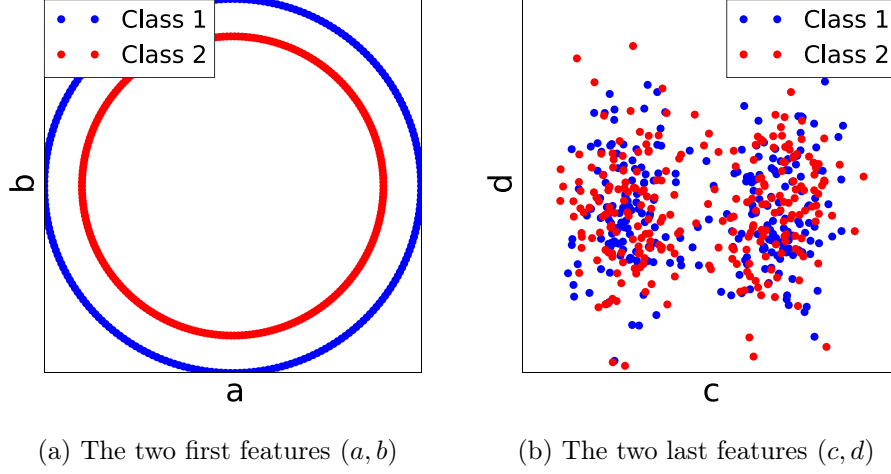 Class 1
Class 2
b
a
(a) The two first features (a, b)
Class 1
Class 2
d
c
(b) The two last features (c, d)